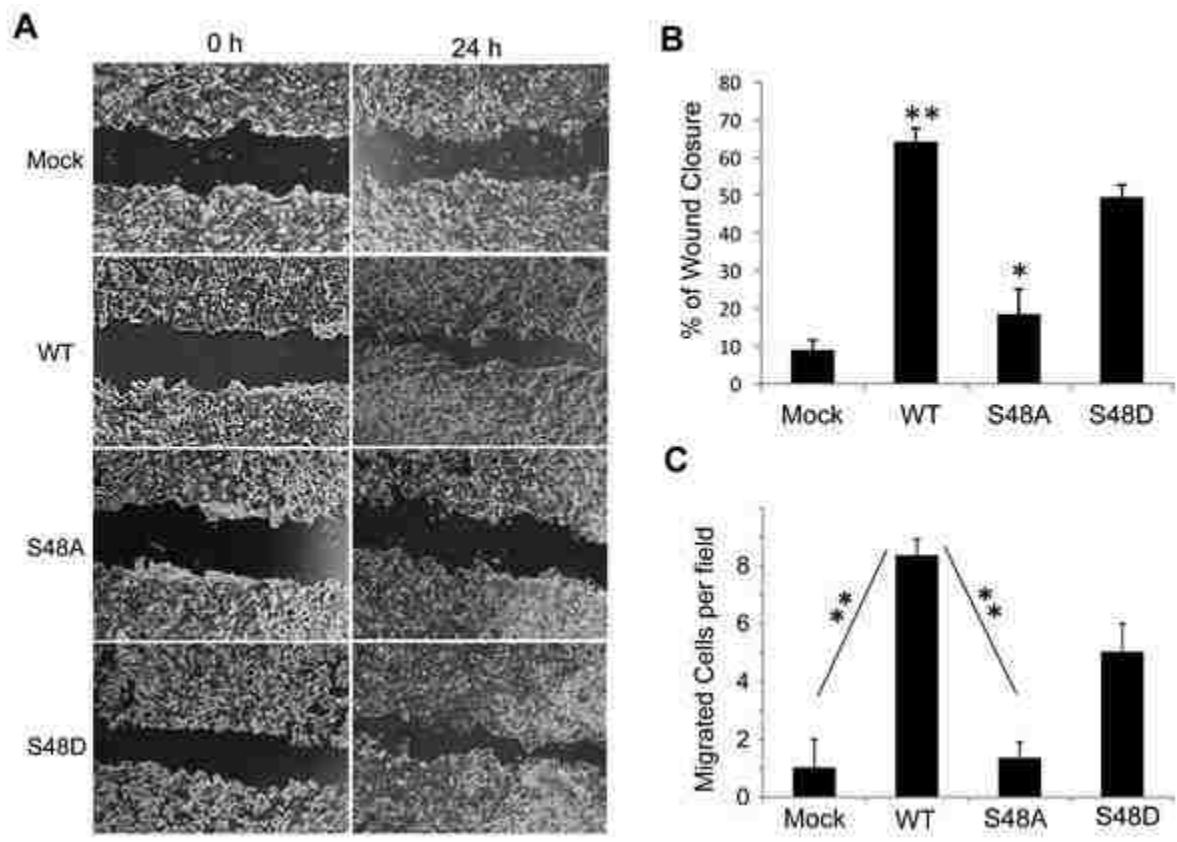 A
0 h
24 h
Mock
WT
S48A
S48D
B
% of Wound Closure
80
70
60
50
40
30
20
10
0
**
*
Mock
WT
S48A
S48D
C
Migrated Cells per field
8
6
4
2
0
**
**
Mock
WT
S48A
S48D